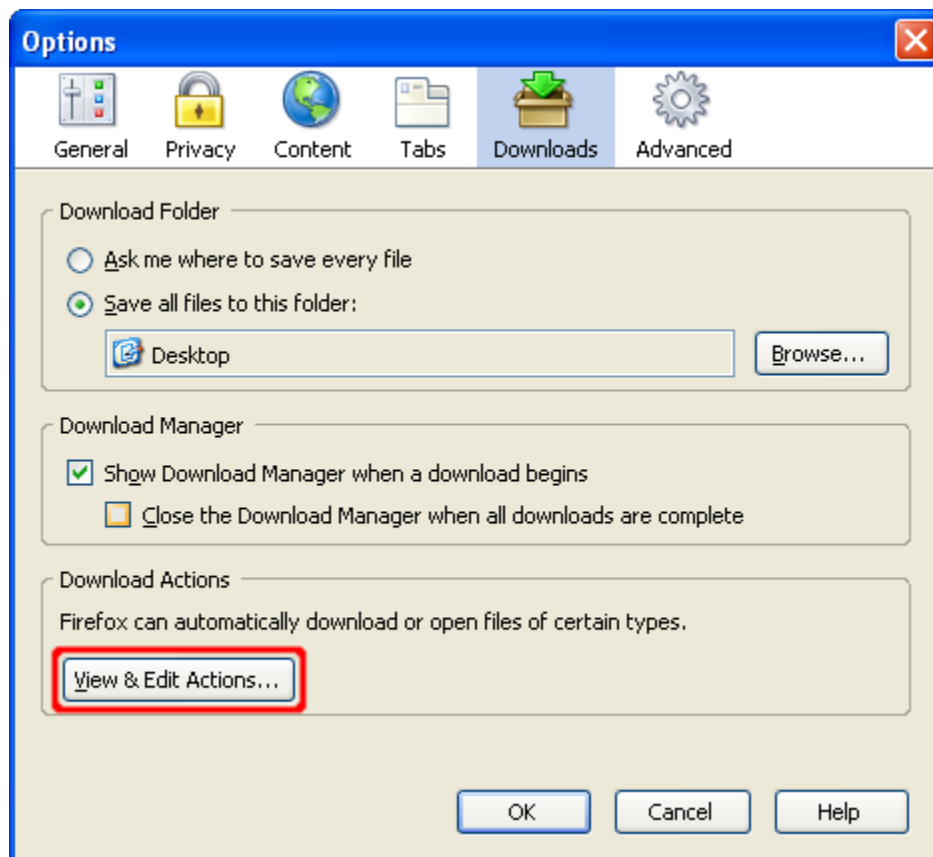 Options
General Privacy Content Tabs Downloads Advanced
Download Folder
Ask me where to save every file
Save all files to this folder:
Desktop Browse...
Download Manager
Show Download Manager when a download begins
Close the Download Manager when all downloads are complete
Download Actions
Firefox can automatically download or open files of certain types.
View & Edit Actions...
OK Cancel Help